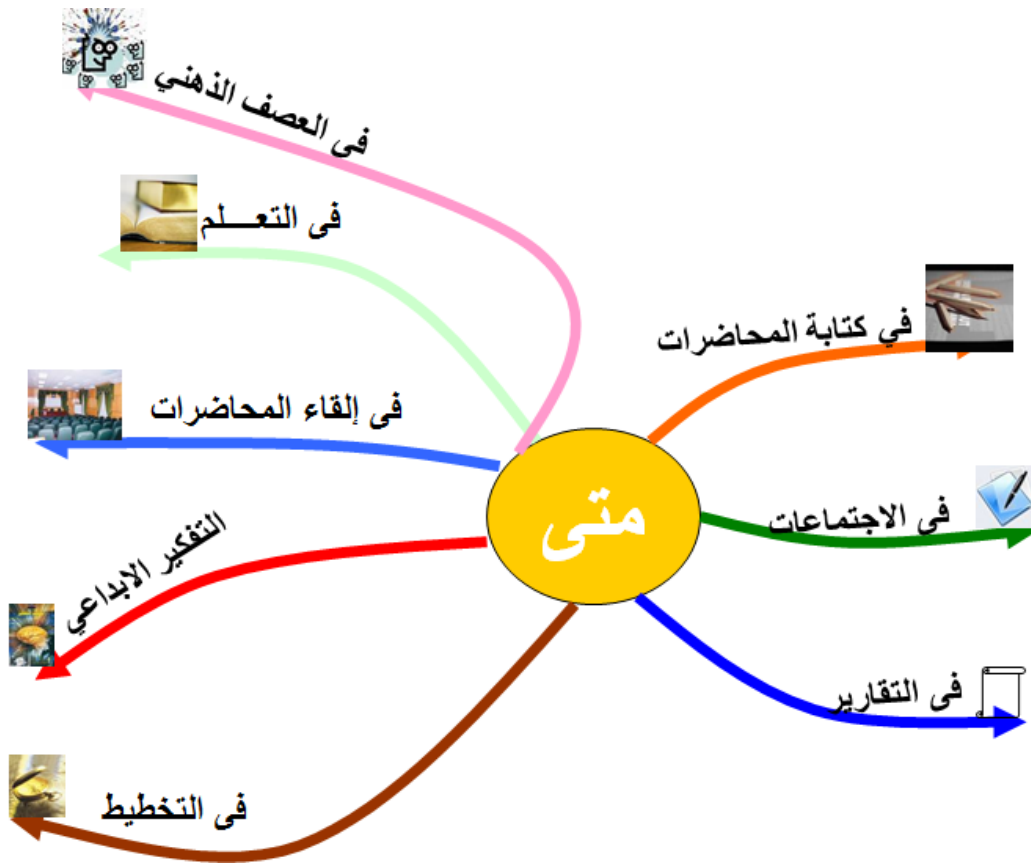 فى العصف الذهني
فى التعـــلم
في كتابة المحاضرات
فى إلقاء المحاضرات
متى
فى الاجتماعات
التفكير الابداعي
فى التقارير
فى التخطيط